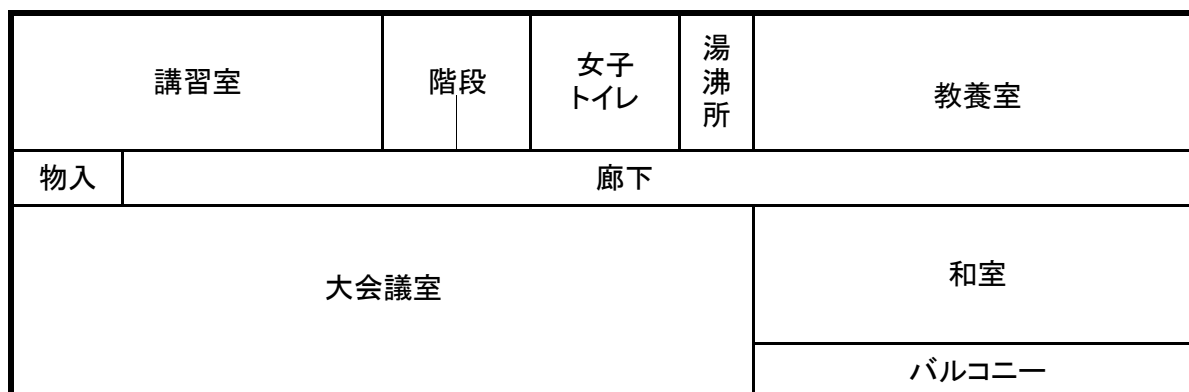 講習室
階段
女子
トイレ
湯沸所
教養室
物入
廊下
大会議室
和室
バルコニー